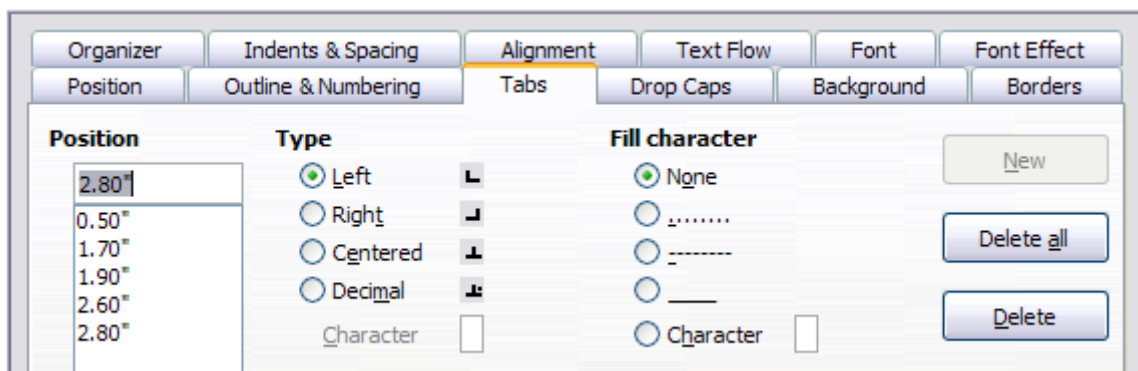 Organizer Indents & Spacing Alignment Text Flow Font Font Effect
Position Outline & Numbering Tabs Drop Caps Background Borders
Position Type Fill character
2.80" Left None New
0.50" Right ........
1.70" Centered -------- Delete all
1.90"
2.60" Decimal ____ Delete
2.80" Character Character